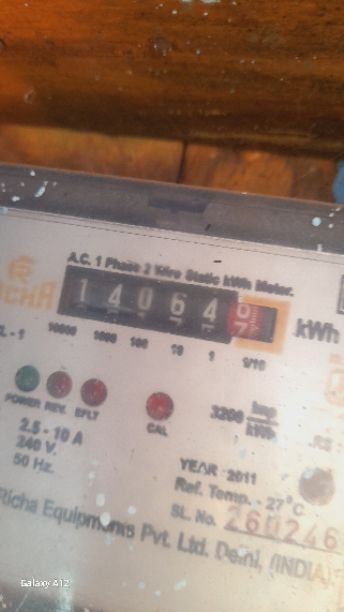 A.C. 1 Phase 2 Wire Static kWh Meter.
RICHA
1 4 0 6 4
kWh
10000 1000 100 10 1 1/10
POWER REV. EFLT
CAL
3200 imp/kWh
2.5 - 10 A
240 V.
50 Hz.
YEAR 2011
Ref. Temp. - 27°C
SL. No. 260246
Richa Equipments Pvt. Ltd. Delhi, (INDIA)
Galaxy A12